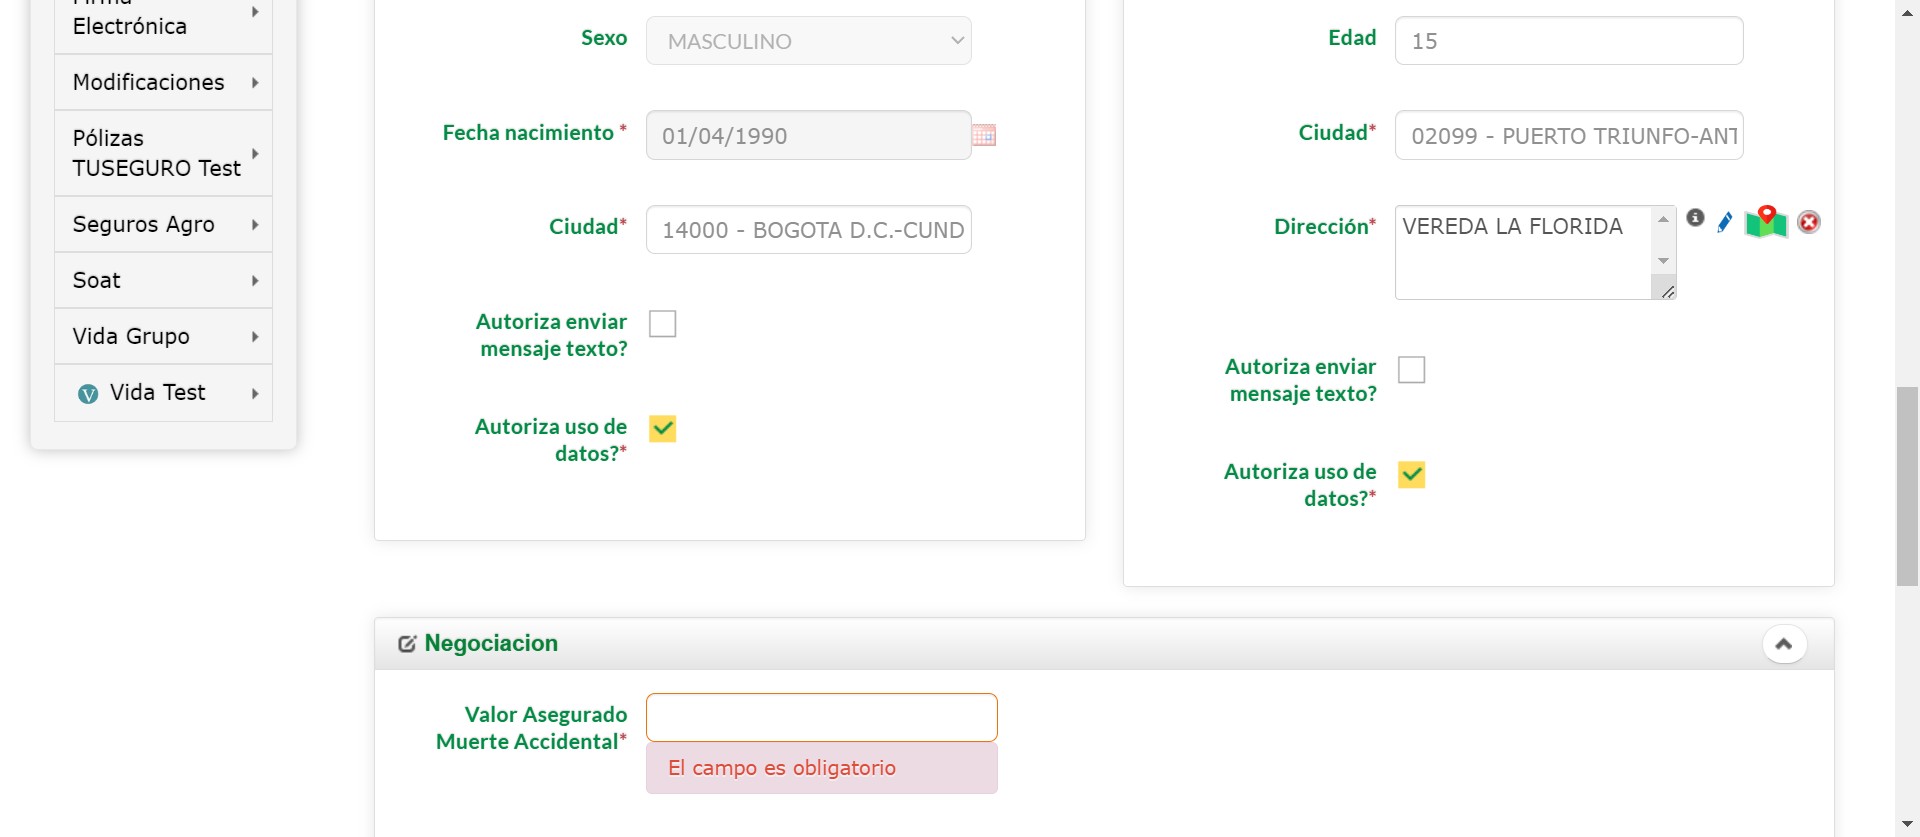 Electrónica
Modificaciones
Pólizas
TUSEGURO Test
Seguros Agro
Soat
Vida Grupo
V Vida Test
Sexo
MASCULINO
Fecha nacimiento *
01/04/1990
Ciudad*
14000 - BOGOTA D.C.-CUND
Autoriza enviar
mensaje texto?
Autoriza uso de
datos?*
Edad
15
Ciudad*
02099 - PUERTO TRIUNFO-ANT
Dirección*
VEREDA LA FLORIDA
Autoriza enviar
mensaje texto?
Autoriza uso de
datos?*
Negociacion
Valor Asegurado
Muerte Accidental*
El campo es obligatorio